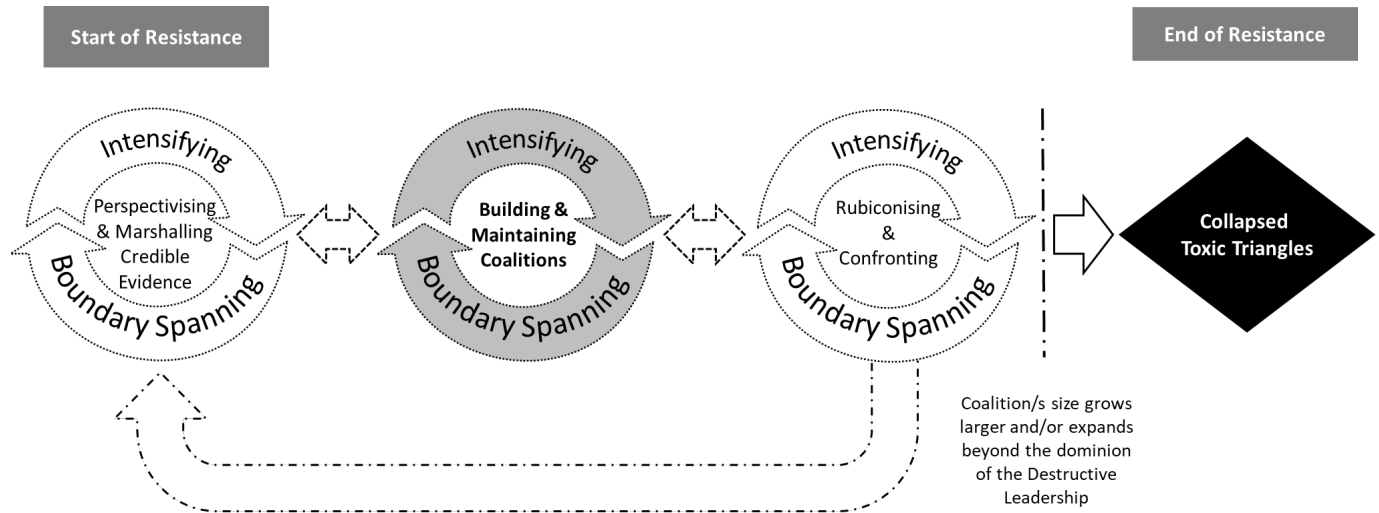 Start of Resistance
End of Resistance
Intensifying
Perspectivising
& Marshalling
Credible
Evidence
Boundary Spanning
Intensifying
Building &
Maintaining
Coalitions
Boundary Spanning
Intensifying
Rubiconising
&
Confronting
Boundary Spanning
Collapsed
Toxic Triangles
Coalition/s size grows
larger and/or expands
beyond the dominion
of the Destructive
Leadership